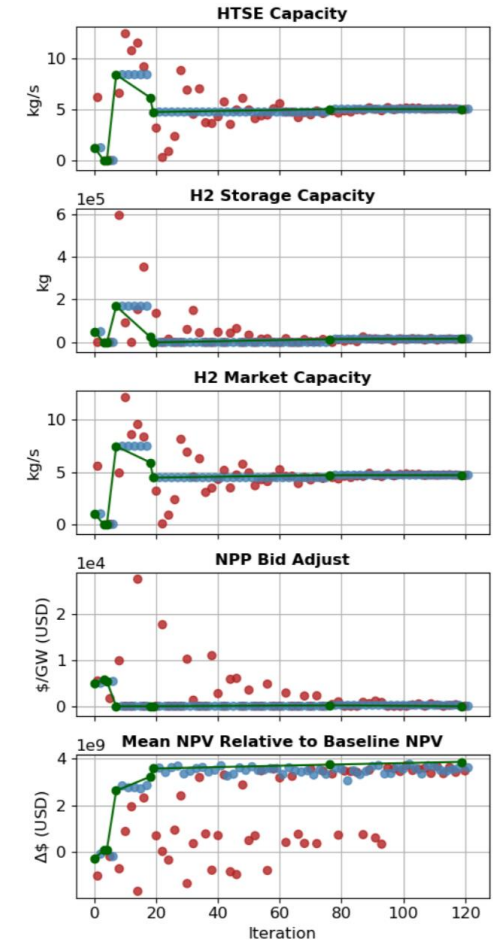 HTSE Capacity
10
5
0
kg/s
H2 Storage Capacity
1e5
6
4
2
0
kg
H2 Market Capacity
10
5
0
kg/s
NPP Bid Adjust
1e4
2
1
0
$/GW (USD)
Mean NPV Relative to Baseline NPV
1e9
4
2
0
Δ$ (USD)
0 20 40 60 80 100 120
Iteration